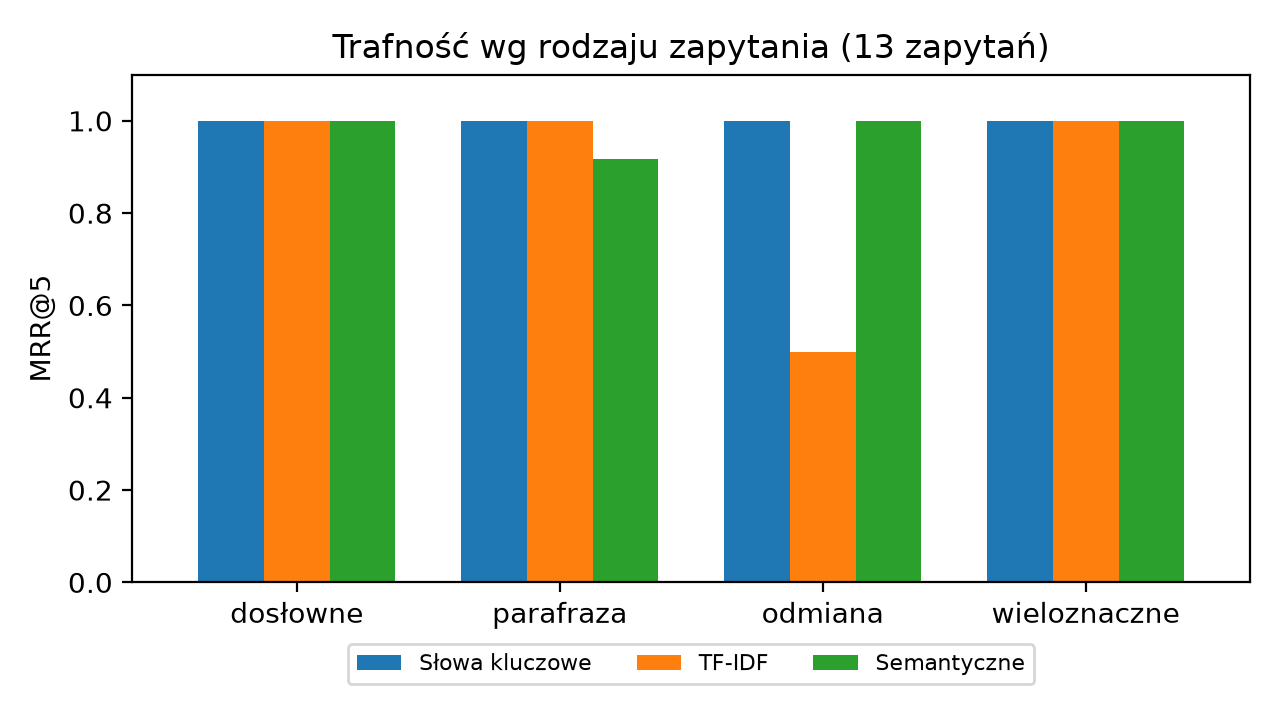 Trafność wg rodzaju zapytania (13 zapytań)
MRR@5
1.0
0.8
0.6
0.4
0.2
0.0
dosłowne parafraza odmiana wieloznaczne
Słowa kluczowe TF-IDF Semantyczne